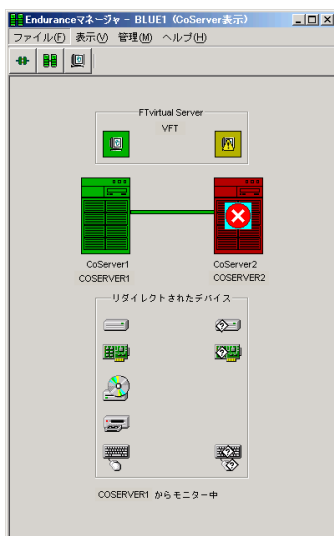 Enduranceマネージャ - BLUE1 (CoServer表示)
ファイル(F) 表示(V) 管理(M) ヘルプ(H)
FTvirtual Server
VFT
CoServer1 CoServer2
COSERVER1 COSERVER2
リダイレクトされたデバイス
COSERVER1 からモニター中